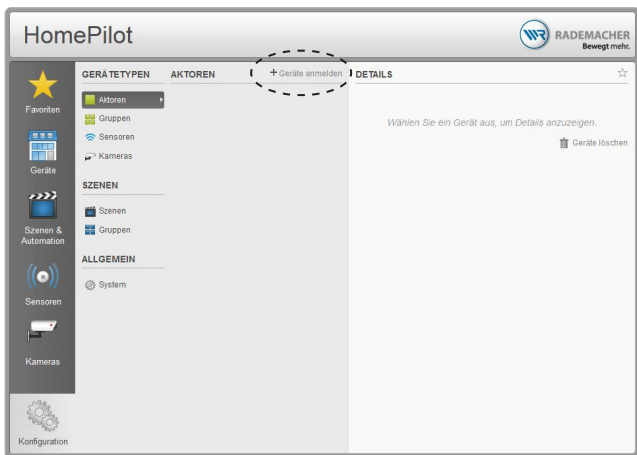 HomePilot
WR RADEMACHER
Bewegt mehr.
Favoriten
Geräte
Szenen &
Automation
Sensoren
Kameras
Konfiguration
GERÄTETYPEN
Aktoren
Gruppen
Sensoren
Kameras
SZENEN
Szenen
Gruppen
ALLGEMEIN
System
AKTOREN
+ Geräte anmelden
DETAILS
Wählen Sie ein Gerät aus, um Details anzuzeigen.
Geräte löschen